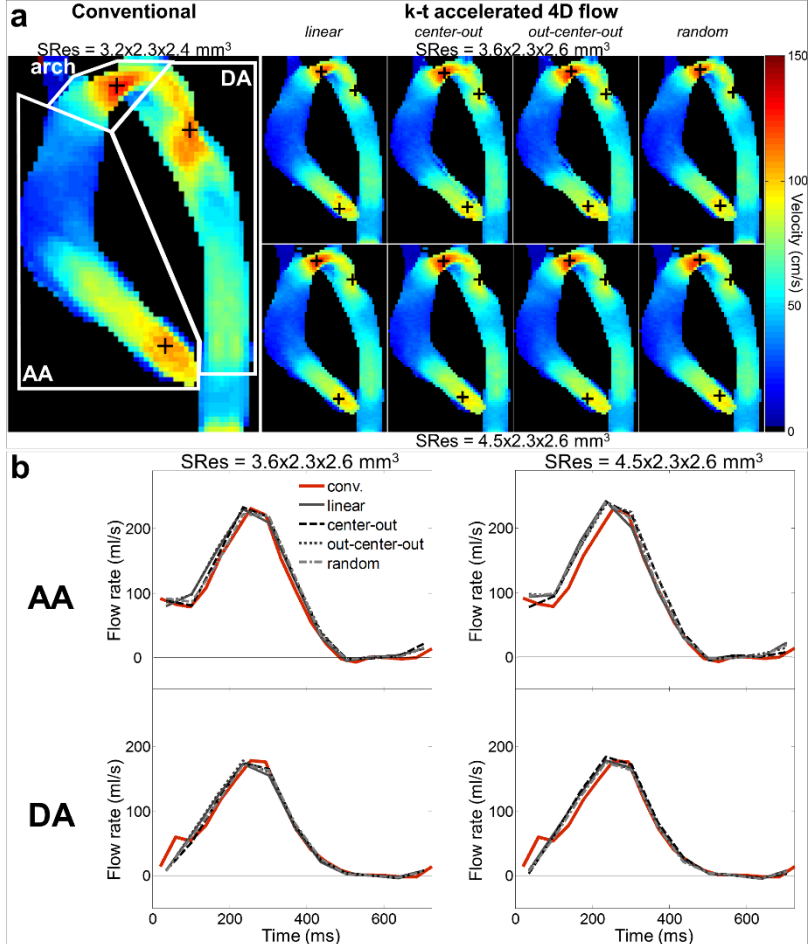 a
Conventional
k-t accelerated 4D flow
linear
center-out
out-center-out
random
SRes = 3.2x2.3x2.4 mm³
SRes = 3.6x2.3x2.6 mm³
arch
DA
AA
150
100
50
0
Velocity (cm/s)
SRes = 4.5x2.3x2.6 mm³
b
SRes = 3.6x2.3x2.6 mm³
SRes = 4.5x2.3x2.6 mm³
conv.
linear
center-out
out-center-out
random
AA
Flow rate (ml/s)
200
100
0
Flow rate (ml/s)
200
100
0
DA
Flow rate (ml/s)
200
100
0
Flow rate (ml/s)
200
100
0
0
200
400
600
Time (ms)
0
200
400
600
Time (ms)